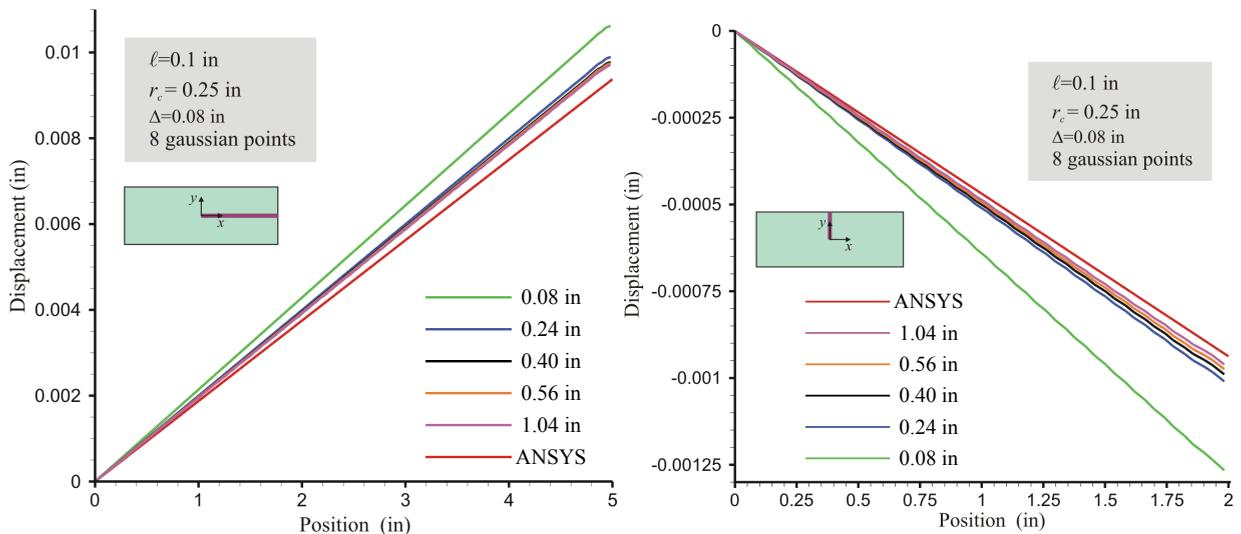 0.01
0.008
0.006
0.004
0.002
0
Displacement (in)
ℓ=0.1 in
r_c= 0.25 in
Δ=0.08 in
8 gaussian points
y
x
0.08 in
0.24 in
0.40 in
0.56 in
1.04 in
ANSYS
0 1 2 3 4 5
Position (in)
0
-0.00025
-0.0005
-0.00075
-0.001
-0.00125
Displacement (in)
ℓ=0.1 in
r_c= 0.25 in
Δ=0.08 in
8 gaussian points
y
x
ANSYS
1.04 in
0.56 in
0.40 in
0.24 in
0.08 in
0 0.25 0.5 0.75 1 1.25 1.5 1.75 2
Position (in)